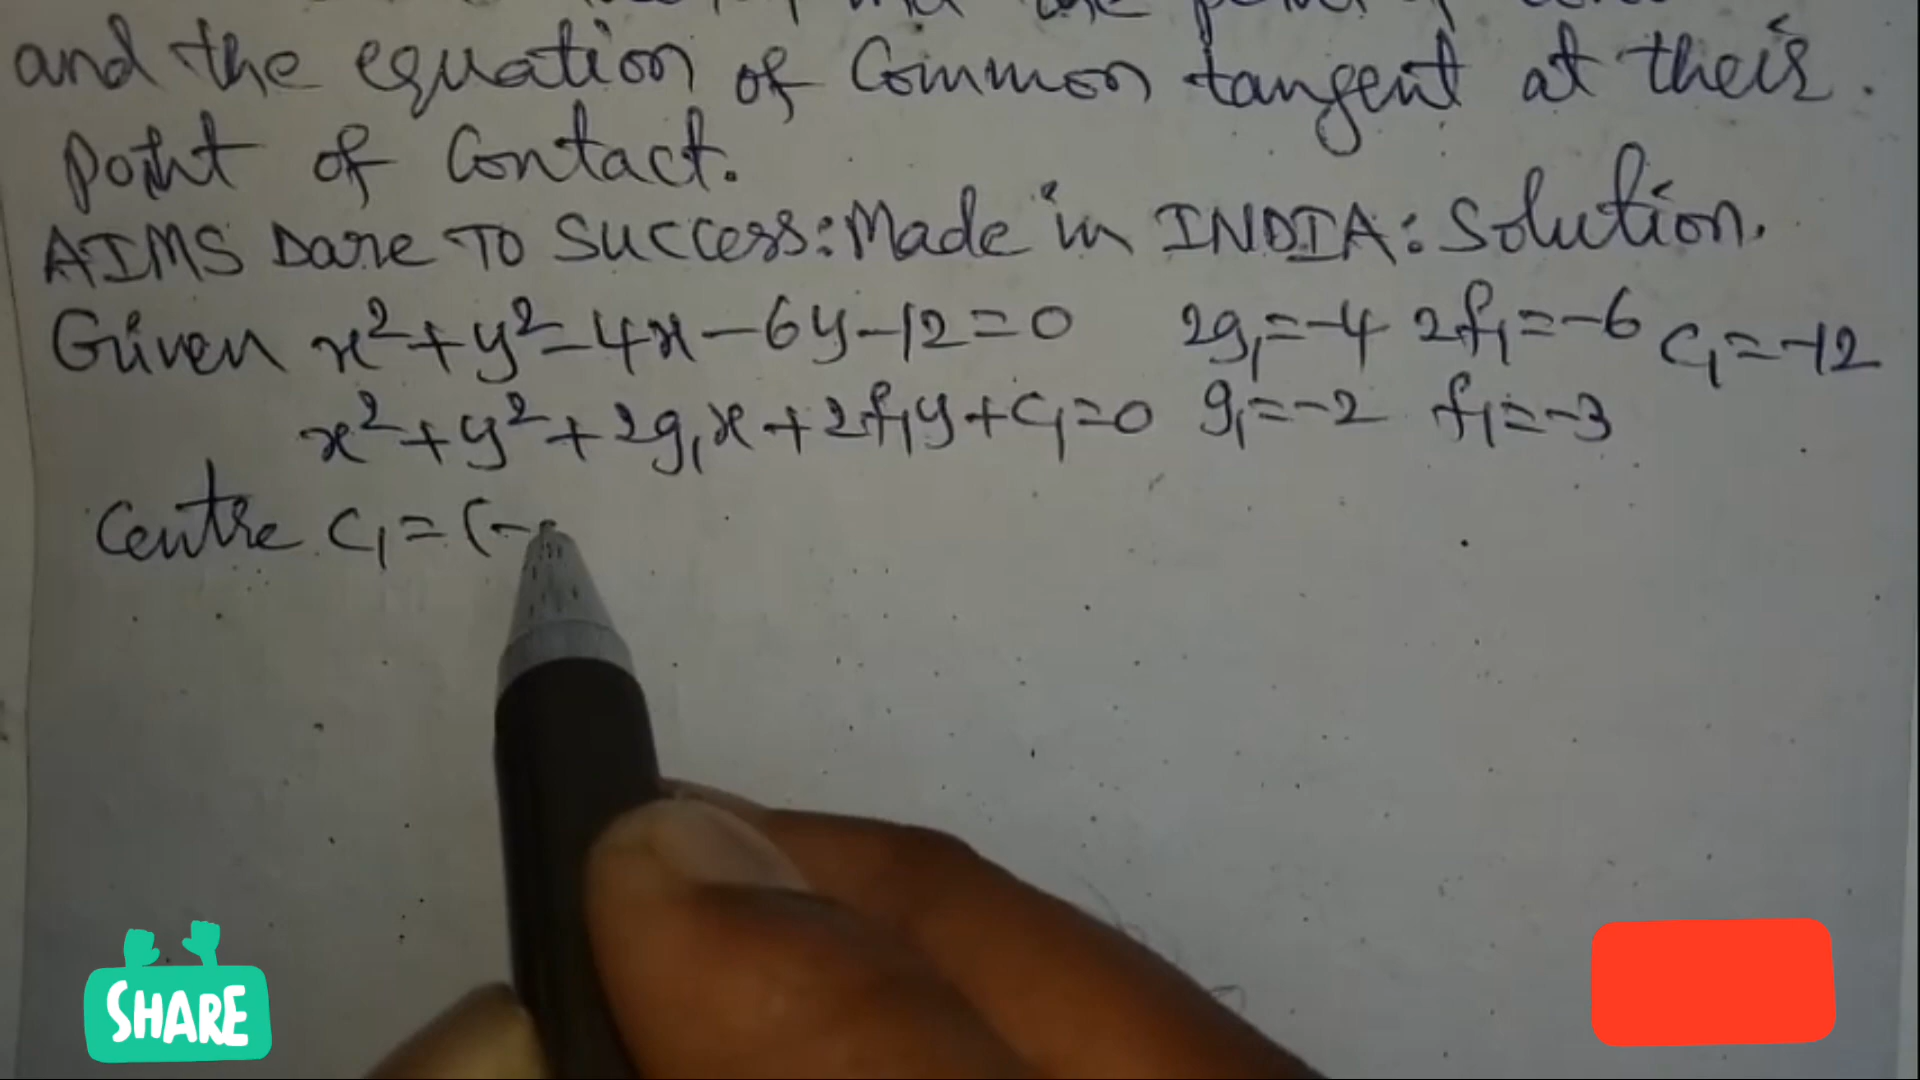 and the equation of Common tangent at their
point of Contact.
AIMS Dare To Success: Made in INDIA: Solution.
Given x²+y²-4x-6y-12=0 2g₁=-4 2f₁=-6 c₁=-12
x²+y²+2g₁x+2f₁y+c₁=0 g₁=-2 f₁=-3
Centre C₁=(-
SHARE